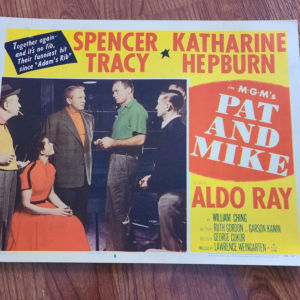 Together again-
and it's no fib,
Their funniest hit
since "Adam's Rib"
SPENCER TRACY
KATHARINE HEPBURN
M-G-M's
PAT AND MIKE
ALDO RAY
WILLIAM CHING
RUTH GORDON
GARSON KANIN
GEORGE CUKOR
LAWRENCE WEINGARTEN